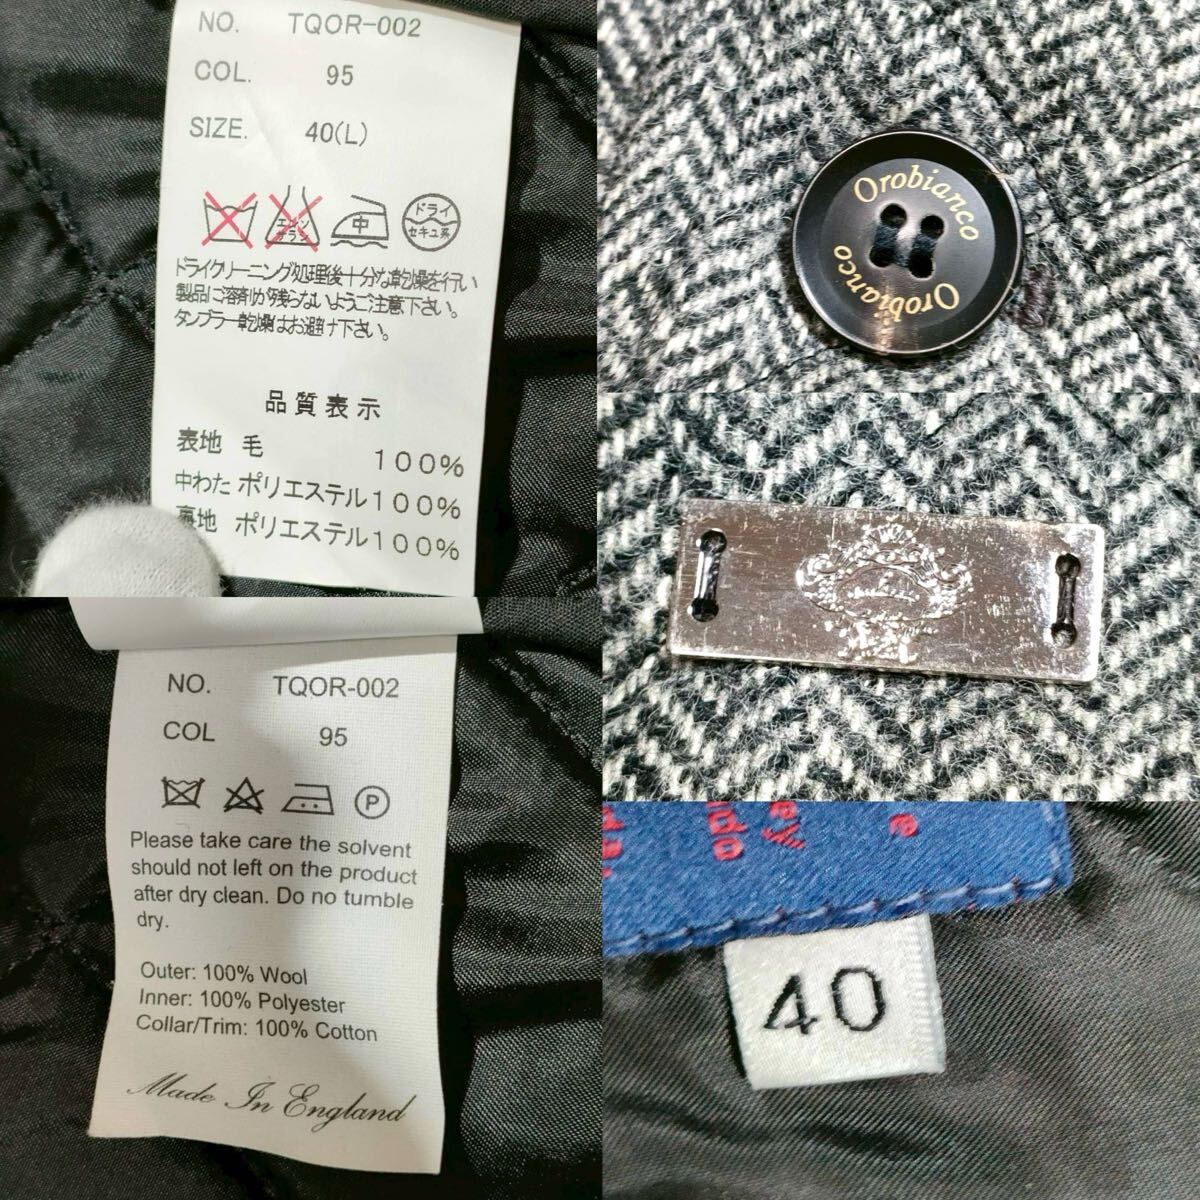 NO. TQOR-002
COL. 95
SIZE. 40(L)
エンソ
サラシ
中
ドライ
セキユ系
ドライクリーニング処理後十分な乾燥を行い
製品に溶剤が残らないようご注意下さい。
タンブラー乾燥はお避け下さい。
品質表示
表地 毛 100%
中わた ポリエステル100%
裏地 ポリエステル100%
Orobianco
Orobianco
NO. TQOR-002
COL 95
P
Please take care the solvent
should not left on the product
after dry clean. Do no tumble
dry.
Outer: 100% Wool
Inner: 100% Polyester
Collar/Trim: 100% Cotton
Made In England
40